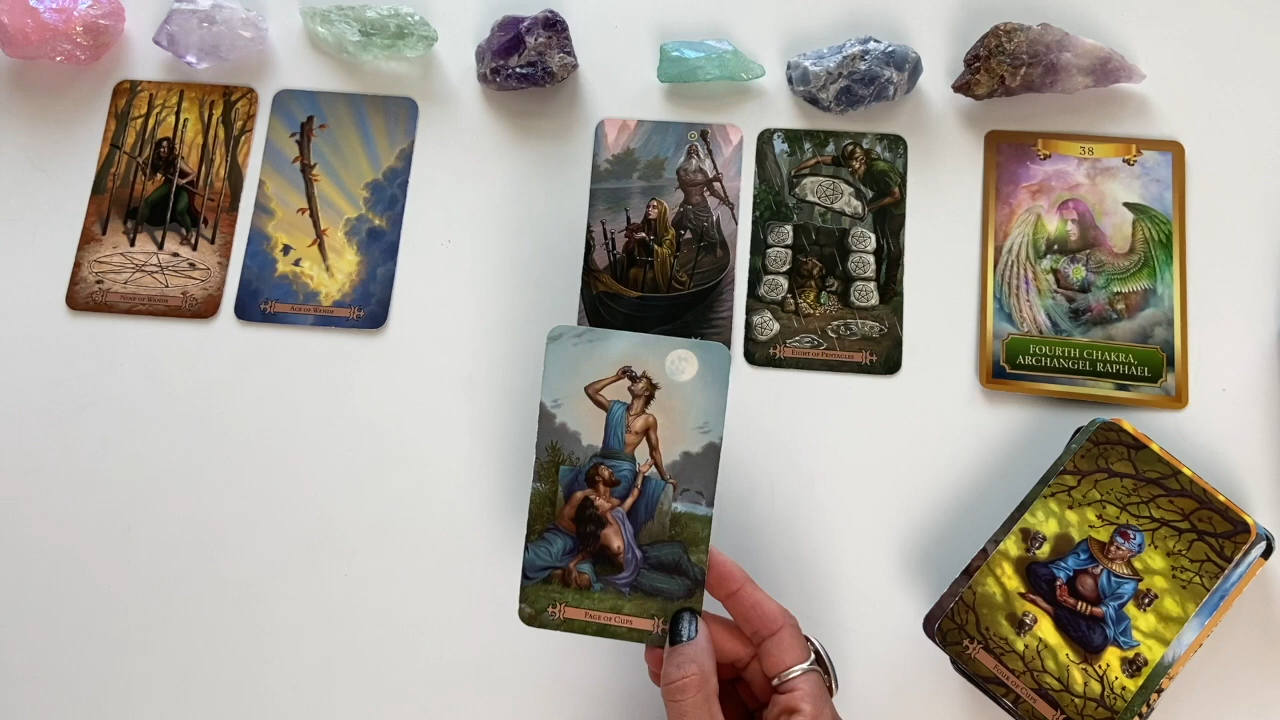 NINE OF WANDS
ACE OF WANDS
EIGHT OF PENTACLES
38
FOURTH CHAKRA,
ARCHANGEL RAPHAEL
PAGE OF CUPS
FOUR OF CUPS